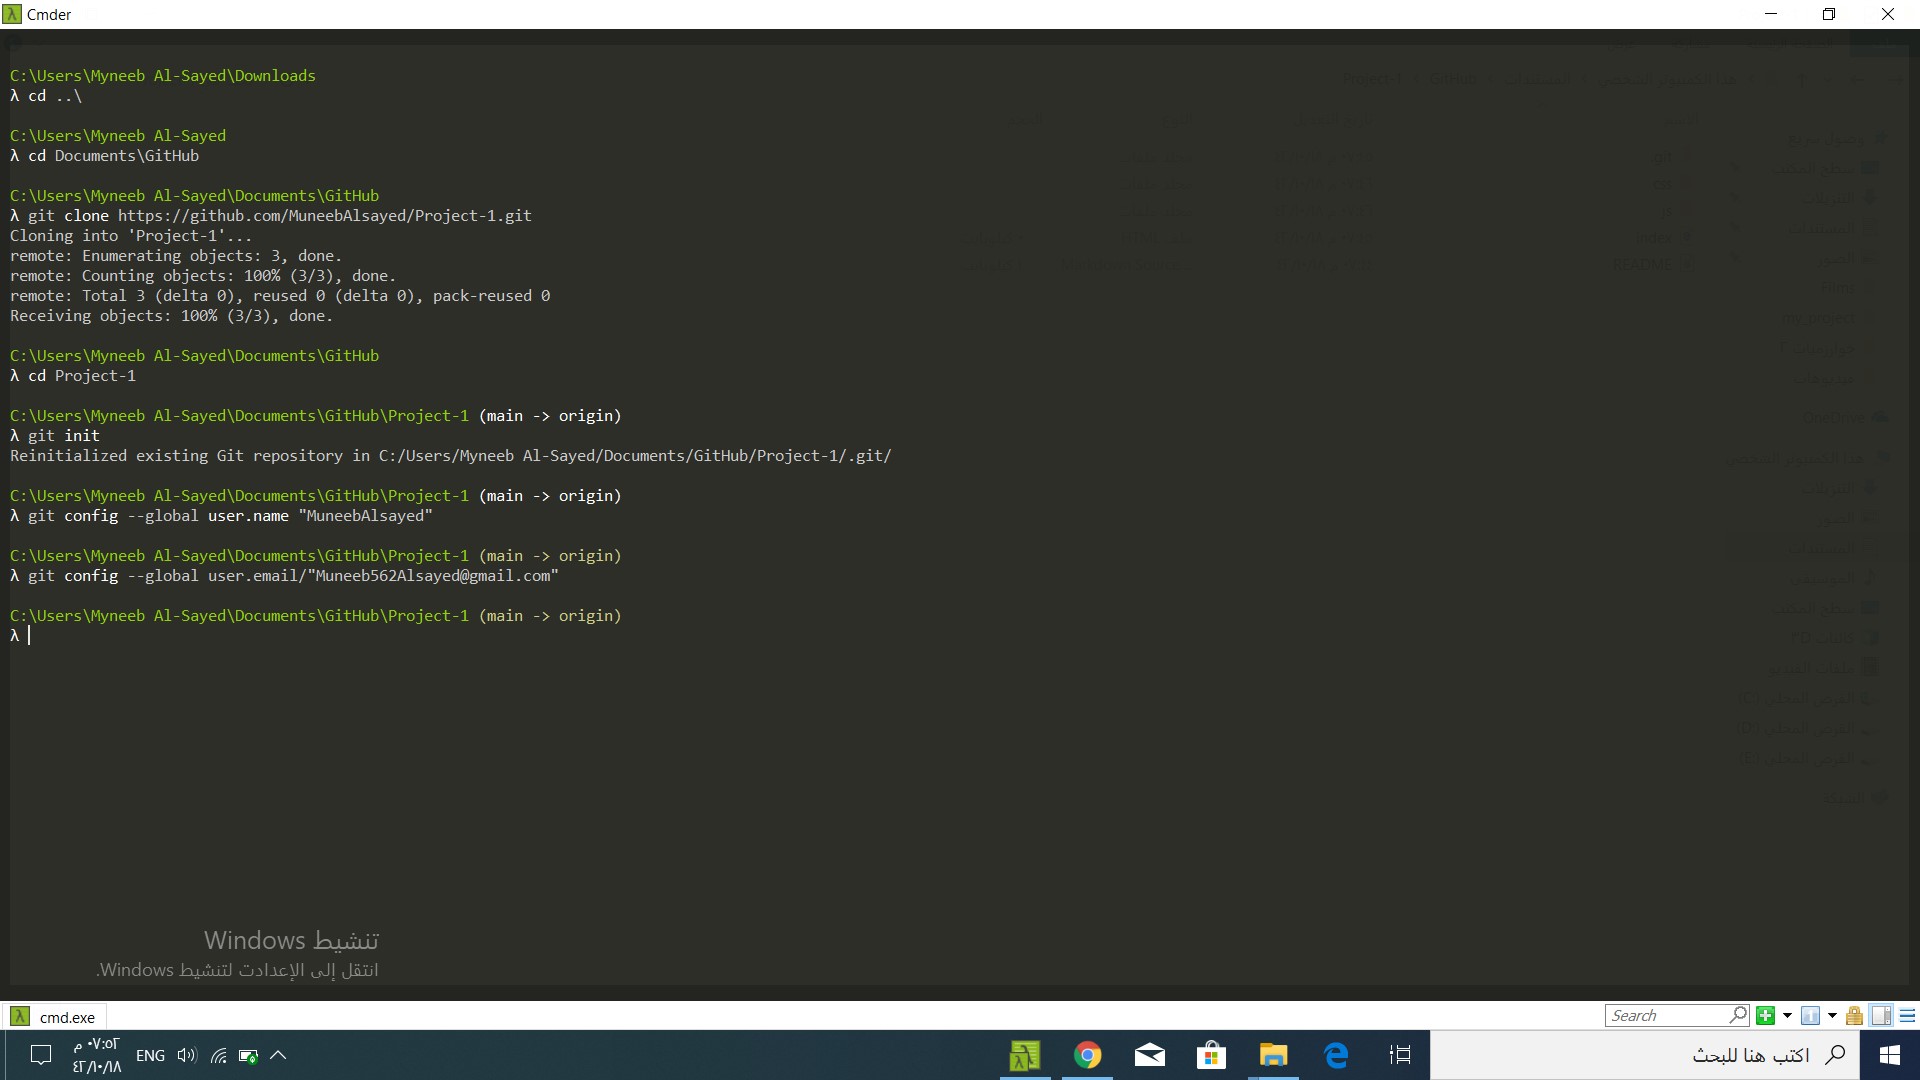 Cmder
C:\Users\Myneeb Al-Sayed\Downloads
λ cd ..\
C:\Users\Myneeb Al-Sayed
λ cd Documents\GitHub
C:\Users\Myneeb Al-Sayed\Documents\GitHub
λ git clone https://github.com/MuneebAlsayed/Project-1.git
Cloning into 'Project-1'...
remote: Enumerating objects: 3, done.
remote: Counting objects: 100% (3/3), done.
remote: Total 3 (delta 0), reused 0 (delta 0), pack-reused 0
Receiving objects: 100% (3/3), done.
C:\Users\Myneeb Al-Sayed\Documents\GitHub
λ cd Project-1
C:\Users\Myneeb Al-Sayed\Documents\GitHub\Project-1 (main -> origin)
λ git init
Reinitialized existing Git repository in C:/Users/Myneeb Al-Sayed/Documents/GitHub/Project-1/.git/
C:\Users\Myneeb Al-Sayed\Documents\GitHub\Project-1 (main -> origin)
λ git config --global user.name "MuneebAlsayed"
C:\Users\Myneeb Al-Sayed\Documents\GitHub\Project-1 (main -> origin)
λ git config --global user.email/"Muneeb562Alsayed@gmail.com"
C:\Users\Myneeb Al-Sayed\Documents\GitHub\Project-1 (main -> origin)
λ
تنشيط Windows
انتقل إلى الإعدادت لتنشيط Windows.
cmd.exe
Search
٠٧:٥٢ م
ENG
٤٢/١٠/١٨
اكتب هنا للبحث